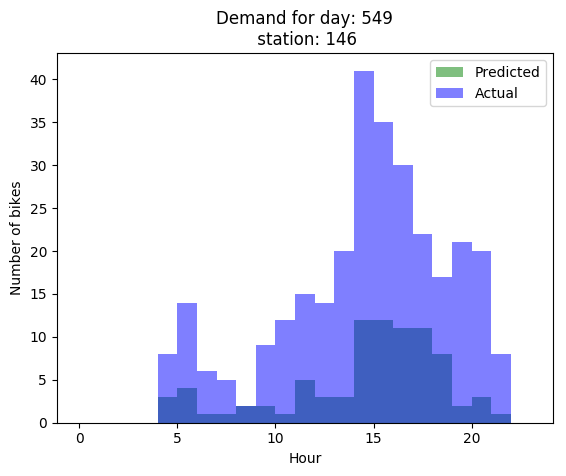 Demand for day: 549
station: 146
Predicted
Actual
Number of bikes
40
35
30
25
20
15
10
5
0
0 5 10 15 20
Hour